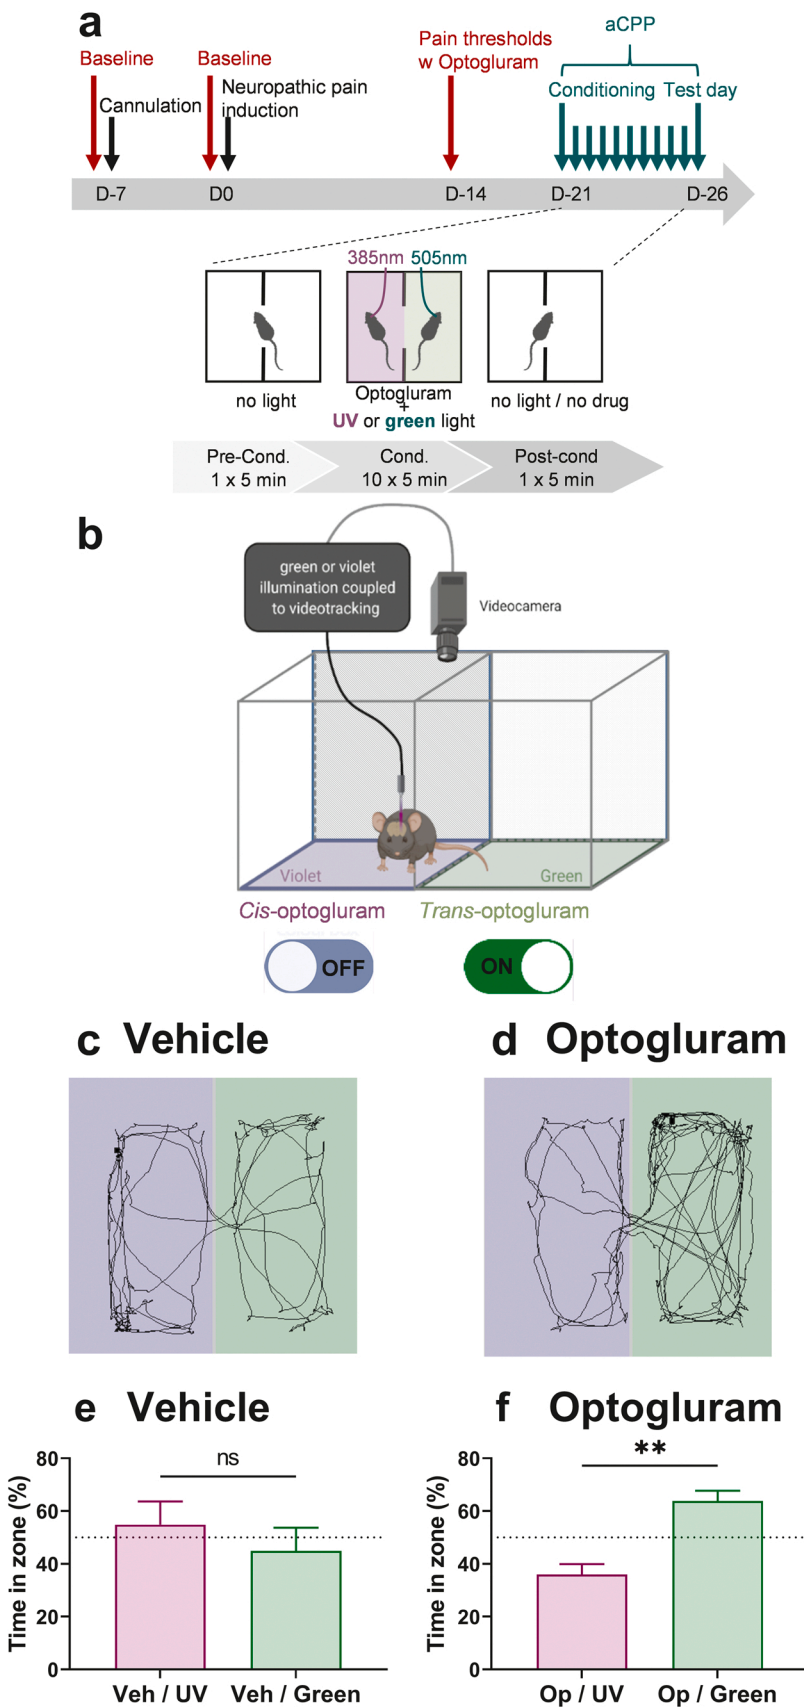 a
aCPP
Pain thresholds
w Optogluram
Baseline
Baseline
Neuropathic pain
induction
Cannulation
Conditioning
Test day
D-7
D0
D-14
D-21
D-26
385nm
505nm
no light
Optogluram
+
UV or green light
no light / no drug
Pre-Cond.
1 x 5 min
Cond.
10 x 5 min
Post-cond
1 x 5 min
b
green or violet
illumination coupled
to videotracking
Videocamera
Violet
Green
Cis-optogluram
Trans-optogluram
OFF
ON
c Vehicle
d Optogluram
e Vehicle
Time in zone (%)
80
60
40
20
0
ns
Veh / UV
Veh / Green
f Optogluram
Time in zone (%)
80
60
40
20
0
**
Op / UV
Op / Green